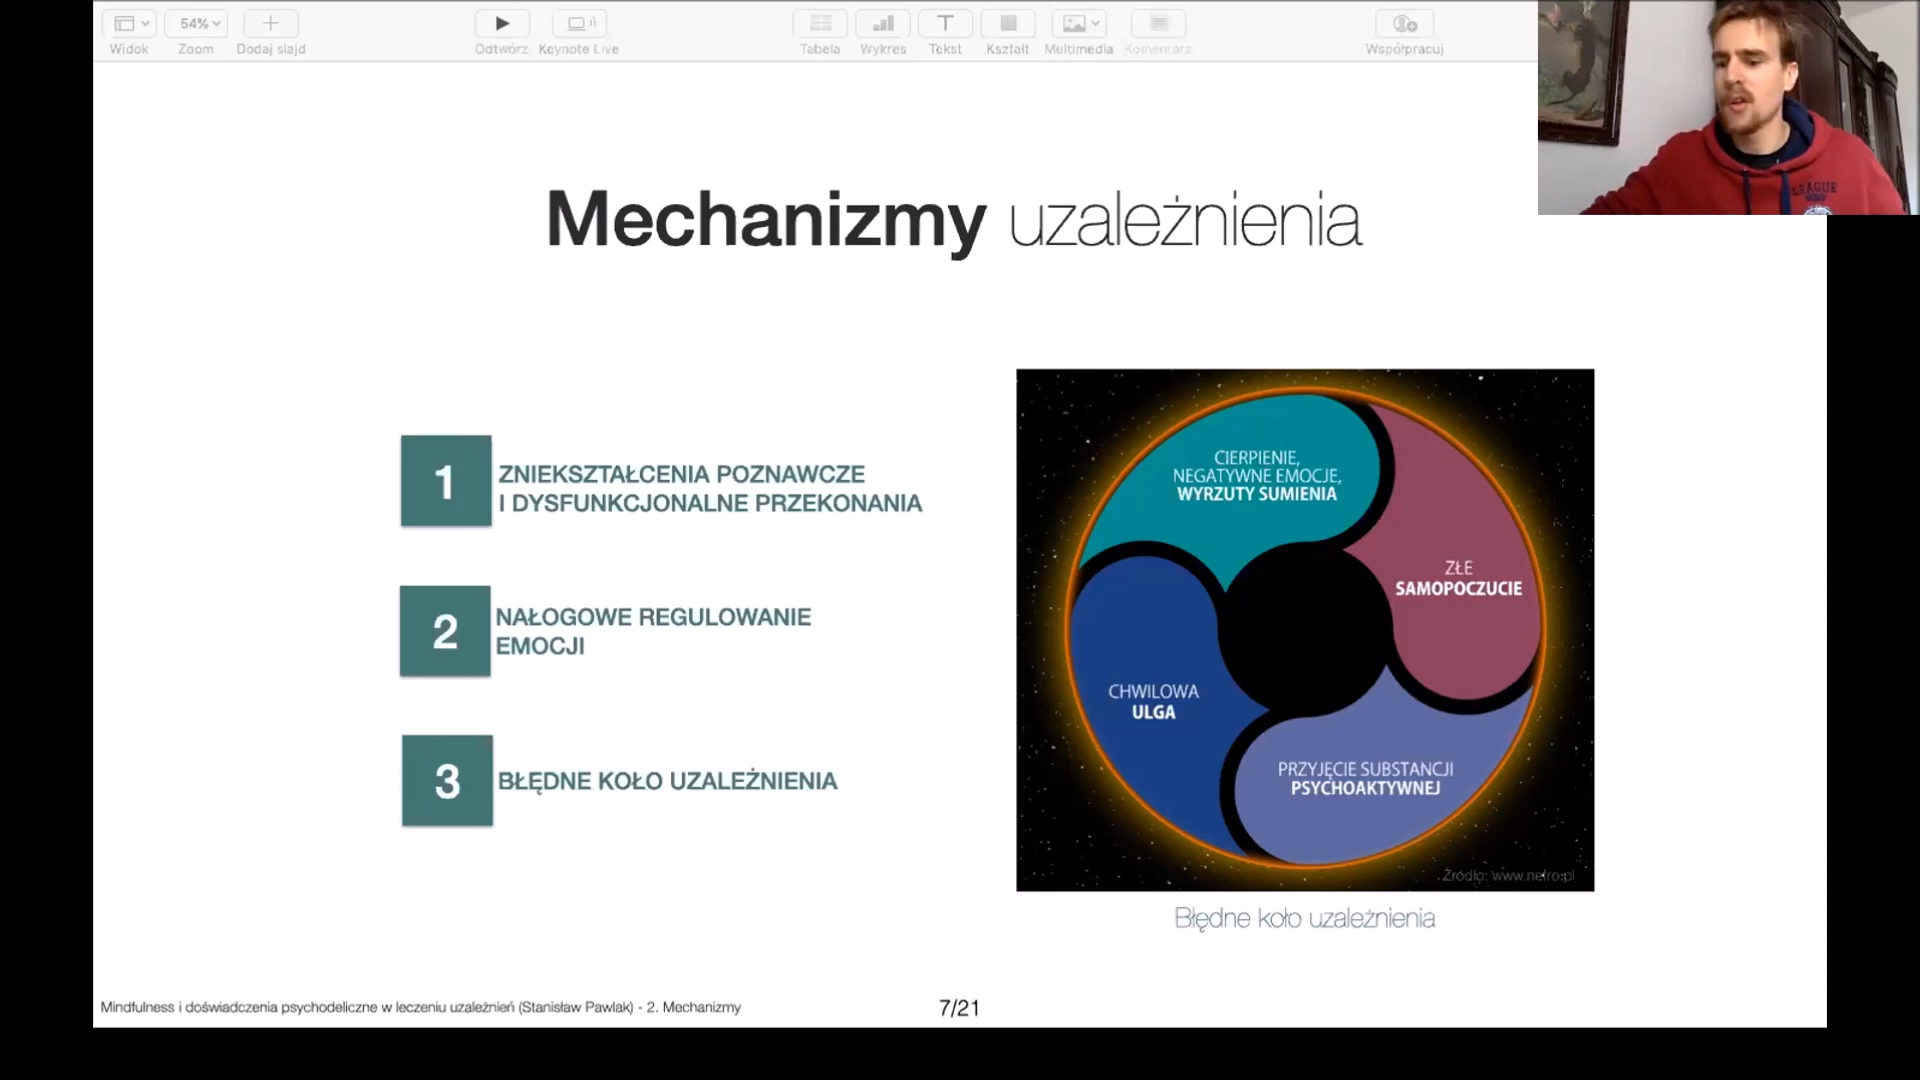 54%
Widok
Zoom
Dodaj slajd
Odtwórz
Keynote Live
Tabela
Wykres
Tekst
Kształt
Multimedia
Komentarz
Współpracuj
LEAGUE
Mechanizmy uzależnienia
1
ZNIEKSZTAŁCENIA POZNAWCZE
I DYSFUNKCJONALNE PRZEKONANIA
2
NAŁOGOWE REGULOWANIE
EMOCJI
3
BŁĘDNE KOŁO UZALEŻNIENIA
CIERPIENIE,
NEGATYWNE EMOCJE,
WYRZUTY SUMIENIA
ZŁE
SAMOPOCZUCIE
CHWILOWA
ULGA
PRZYJĘCIE SUBSTANCJI
PSYCHOAKTYWNEJ
Źródło: www.nefro.pl
Błędne koło uzależnienia
Mindfulness i doświadczenia psychodeliczne w leczeniu uzależnień (Stanisław Pawlak) - 2. Mechanizmy
7/21